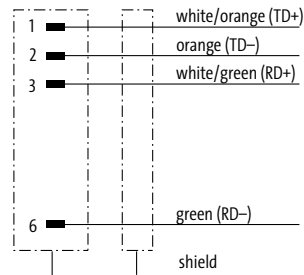 1 white/orange (TD+)
2 orange (TD–)
3 white/green (RD+)
6 green (RD–)
shield